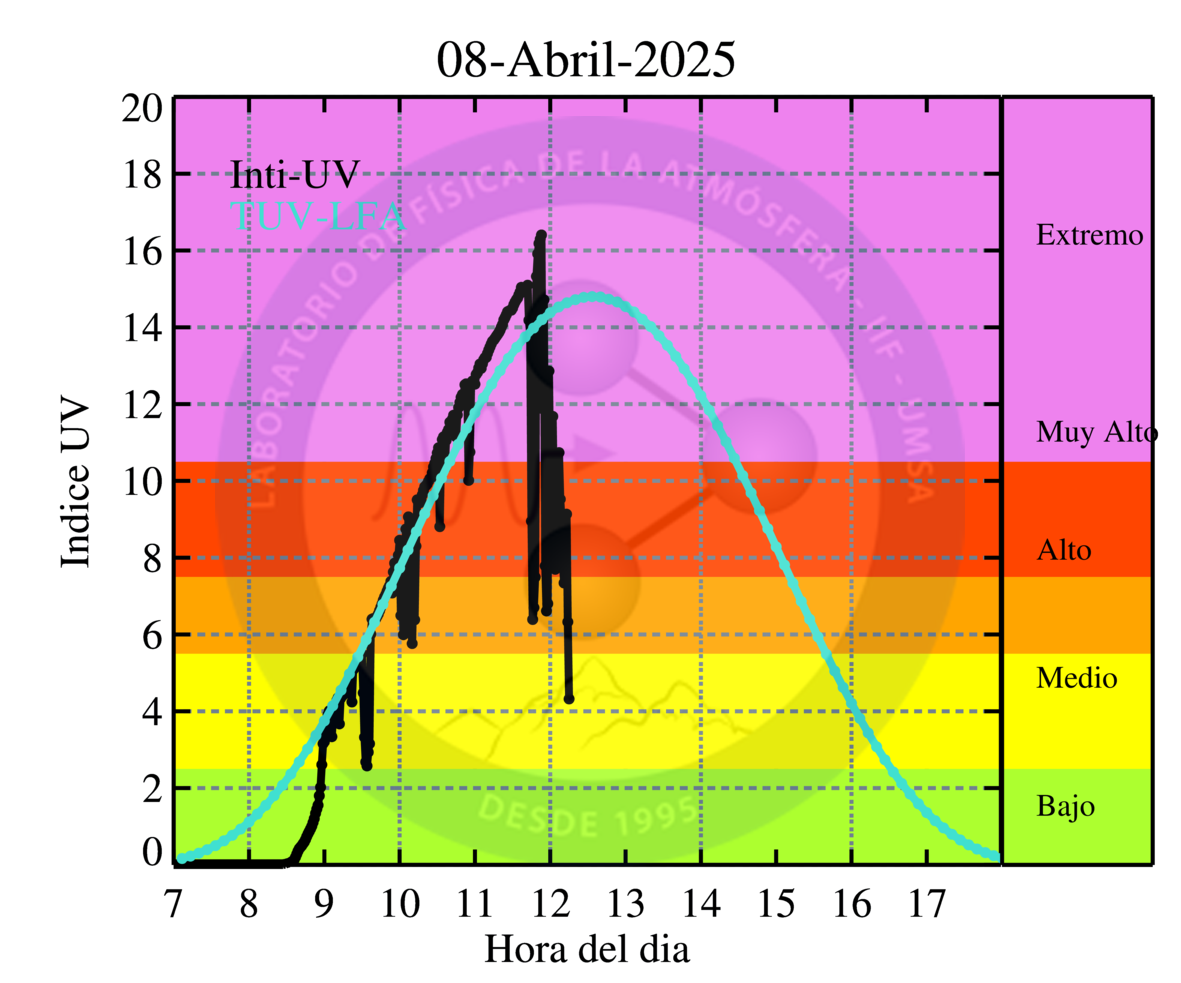 08-Abril-2025
20
18
16
14
12
10
8
6
4
2
0
Indice UV
Inti-UV
TUV-LFA
LABORATORIO DE FÍSICA DE LA ATMÓSFERA - IIF - UMSA
DESDE 1995
Extremo
Muy Alto
Alto
Medio
Bajo
7 8 9 10 11 12 13 14 15 16 17
Hora del dia